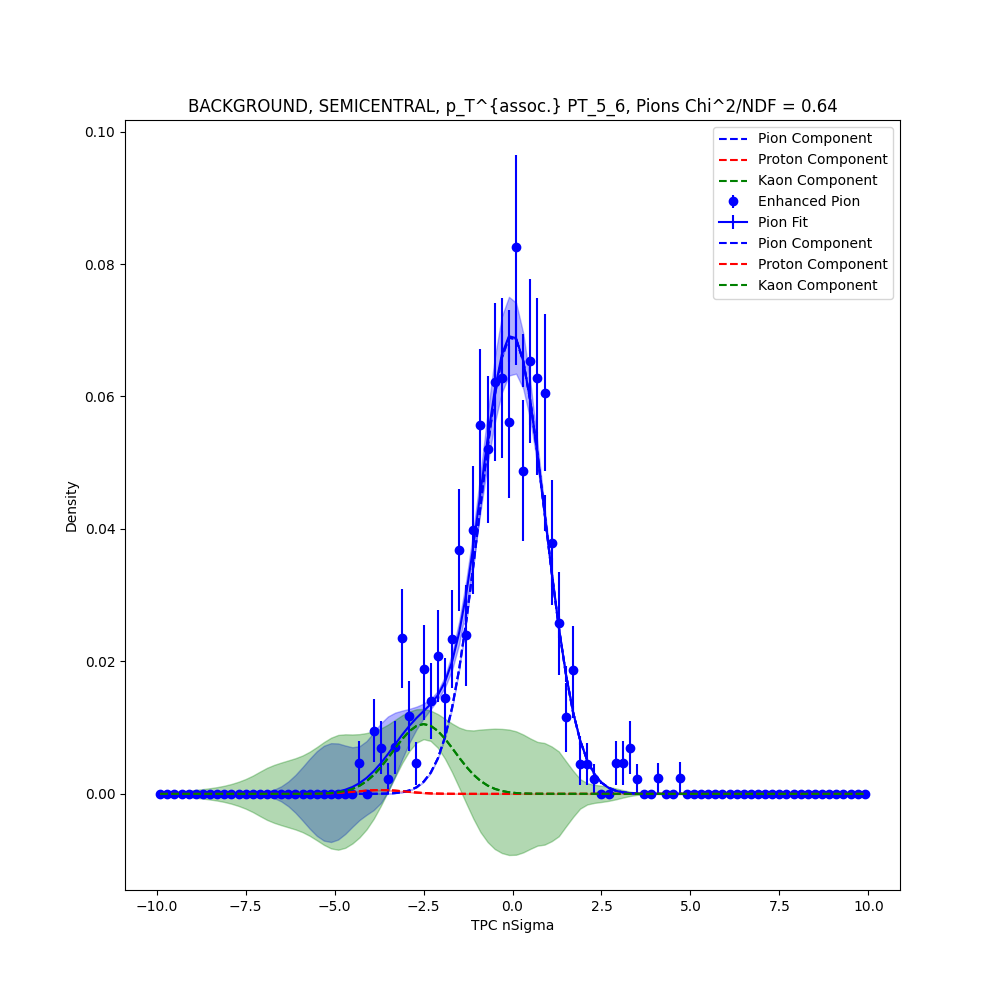 BACKGROUND, SEMICENTRAL, p_T^{assoc.} PT_5_6, Pions Chi^2/NDF = 0.64
Pion Component
Proton Component
Kaon Component
Enhanced Pion
Pion Fit
Pion Component
Proton Component
Kaon Component
0.10
0.08
0.06
0.04
0.02
0.00
Density
−10.0 −7.5 −5.0 −2.5 0.0 2.5 5.0 7.5 10.0
TPC nSigma